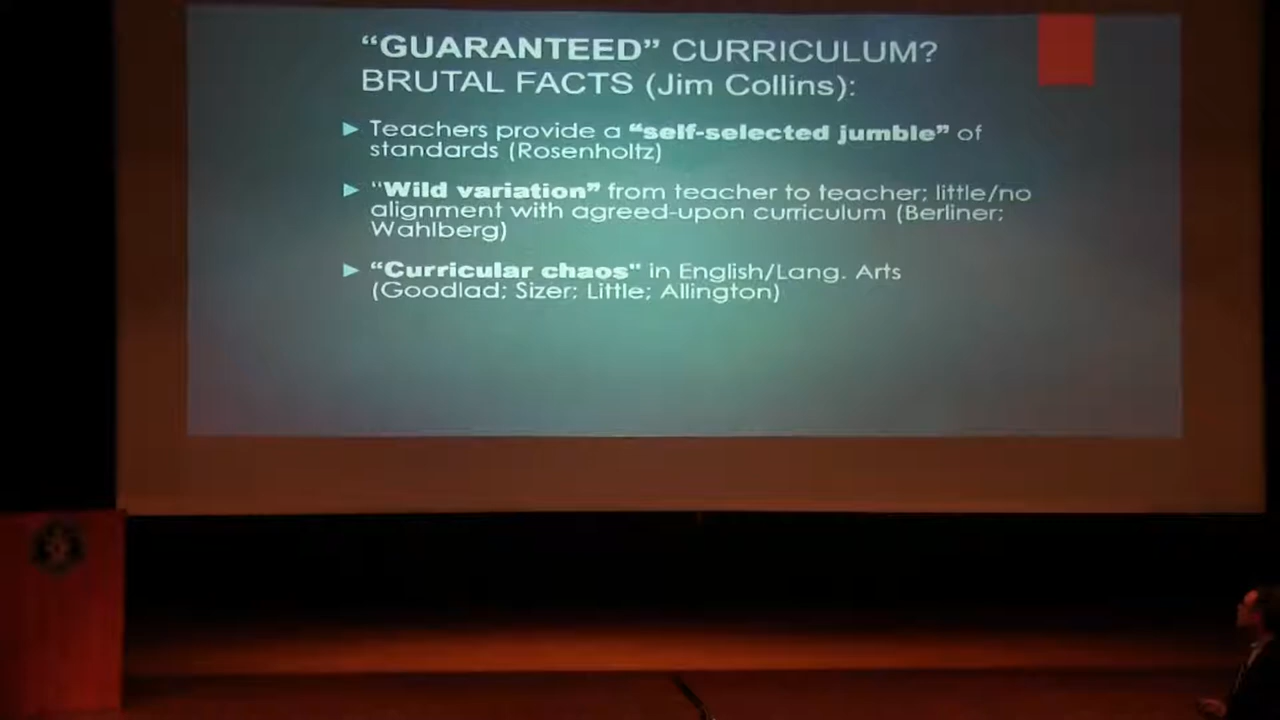 “GUARANTEED” CURRICULUM?
BRUTAL FACTS (Jim Collins):
► Teachers provide a “self-selected jumble” of
standards (Rosenholtz)
► “Wild variation” from teacher to teacher; little/no
alignment with agreed-upon curriculum (Berliner;
Wahlberg)
► “Curricular chaos” in English/Lang. Arts
(Goodlad; Sizer; Little; Allington)